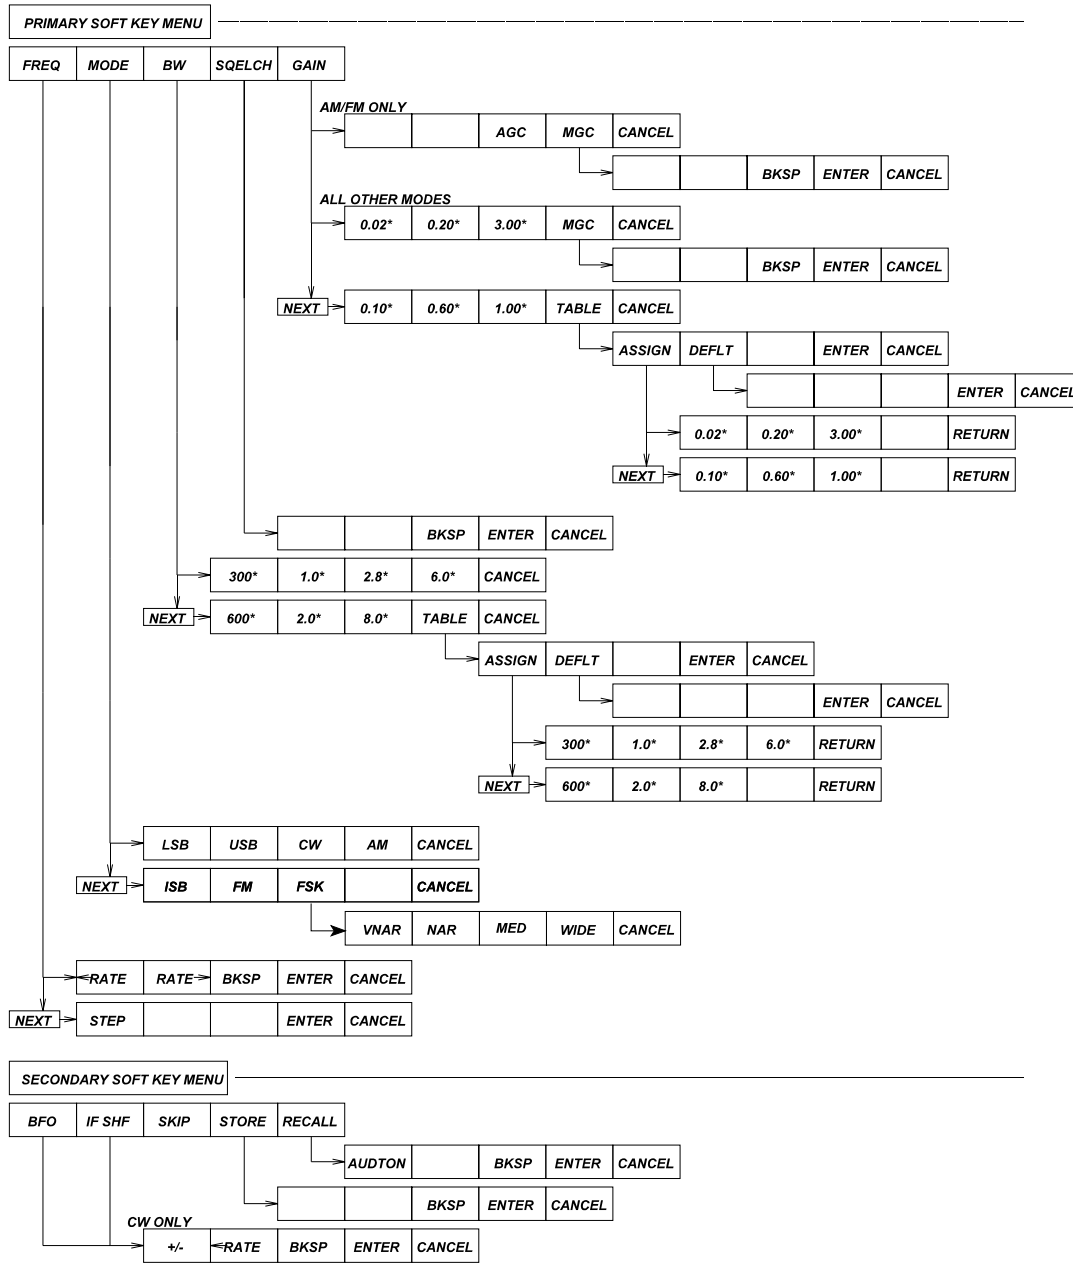 PRIMARY SOFT KEY MENU
FREQ MODE BW SQELCH GAIN
AM/FM ONLY
AGC MGC CANCEL
BKSP ENTER CANCEL
ALL OTHER MODES
0.02* 0.20* 3.00* MGC CANCEL
BKSP ENTER CANCEL
NEXT 0.10* 0.60* 1.00* TABLE CANCEL
ASSIGN DEFLT ENTER CANCEL
ENTER CANCEL
0.02* 0.20* 3.00* RETURN
NEXT 0.10* 0.60* 1.00* RETURN
BKSP ENTER CANCEL
300* 1.0* 2.8* 6.0* CANCEL
NEXT 600* 2.0* 8.0* TABLE CANCEL
ASSIGN DEFLT ENTER CANCEL
ENTER CANCEL
300* 1.0* 2.8* 6.0* RETURN
NEXT 600* 2.0* 8.0* RETURN
LSB USB CW AM CANCEL
NEXT ISB FM FSK CANCEL
VNAR NAR MED WIDE CANCEL
RATE RATE BKSP ENTER CANCEL
NEXT STEP ENTER CANCEL
SECONDARY SOFT KEY MENU
BFO IF SHF SKIP STORE RECALL
AUDTON BKSP ENTER CANCEL
BKSP ENTER CANCEL
CW ONLY
+/- RATE BKSP ENTER CANCEL